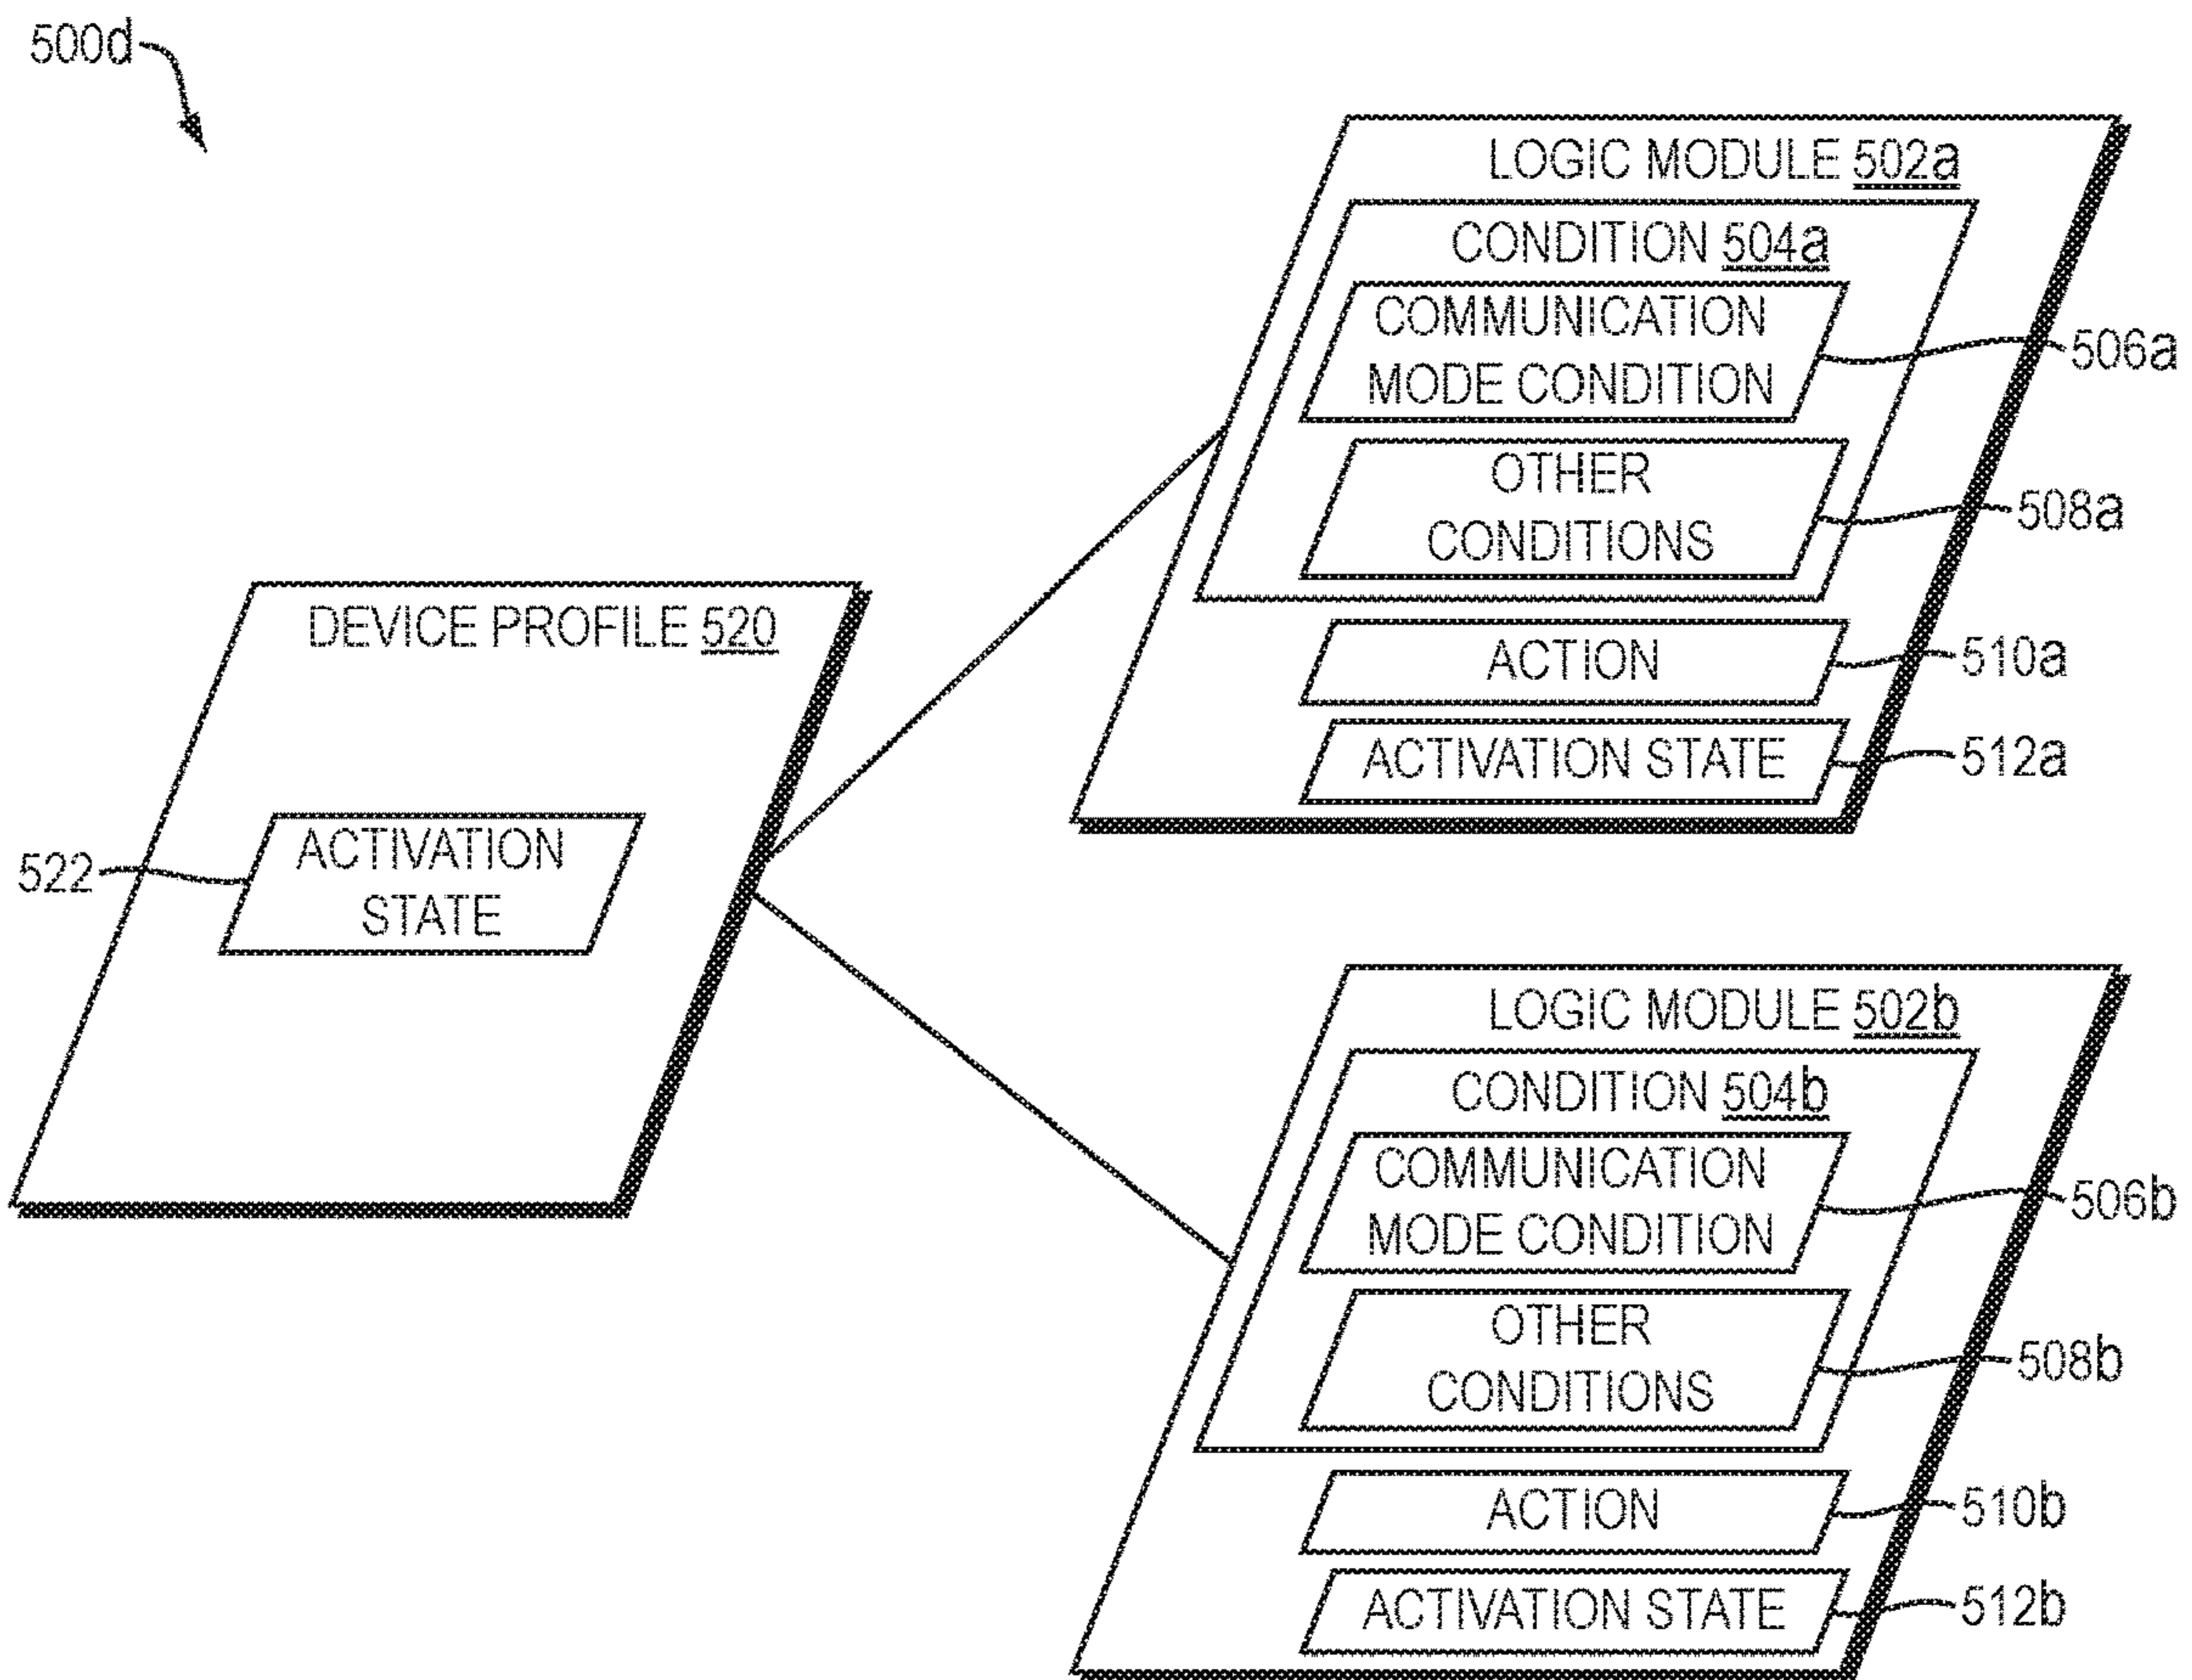 500d
LOGIC MODULE 502a
CONDITION 504a
COMMUNICATION
MODE CONDITION
506a
OTHER
CONDITIONS
508a
ACTION
510a
ACTIVATION STATE
512a
DEVICE PROFILE 520
ACTIVATION
STATE
522
LOGIC MODULE 502b
CONDITION 504b
COMMUNICATION
MODE CONDITION
506b
OTHER
CONDITIONS
508b
ACTION
510b
ACTIVATION STATE
512b